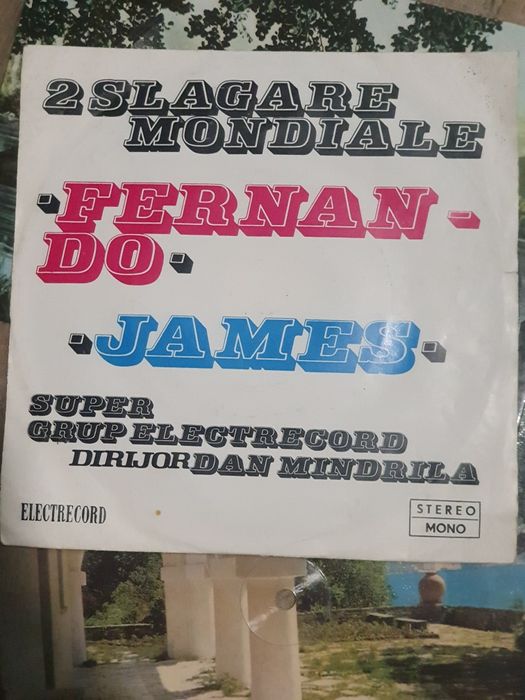 2 SLAGARE
MONDIALE
·FERNAN-
DO·
·JAMES·
SUPER
GRUP ELECTRECORD
DIRIJOR DAN MINDRILA
ELECTRECORD
STEREO
MONO